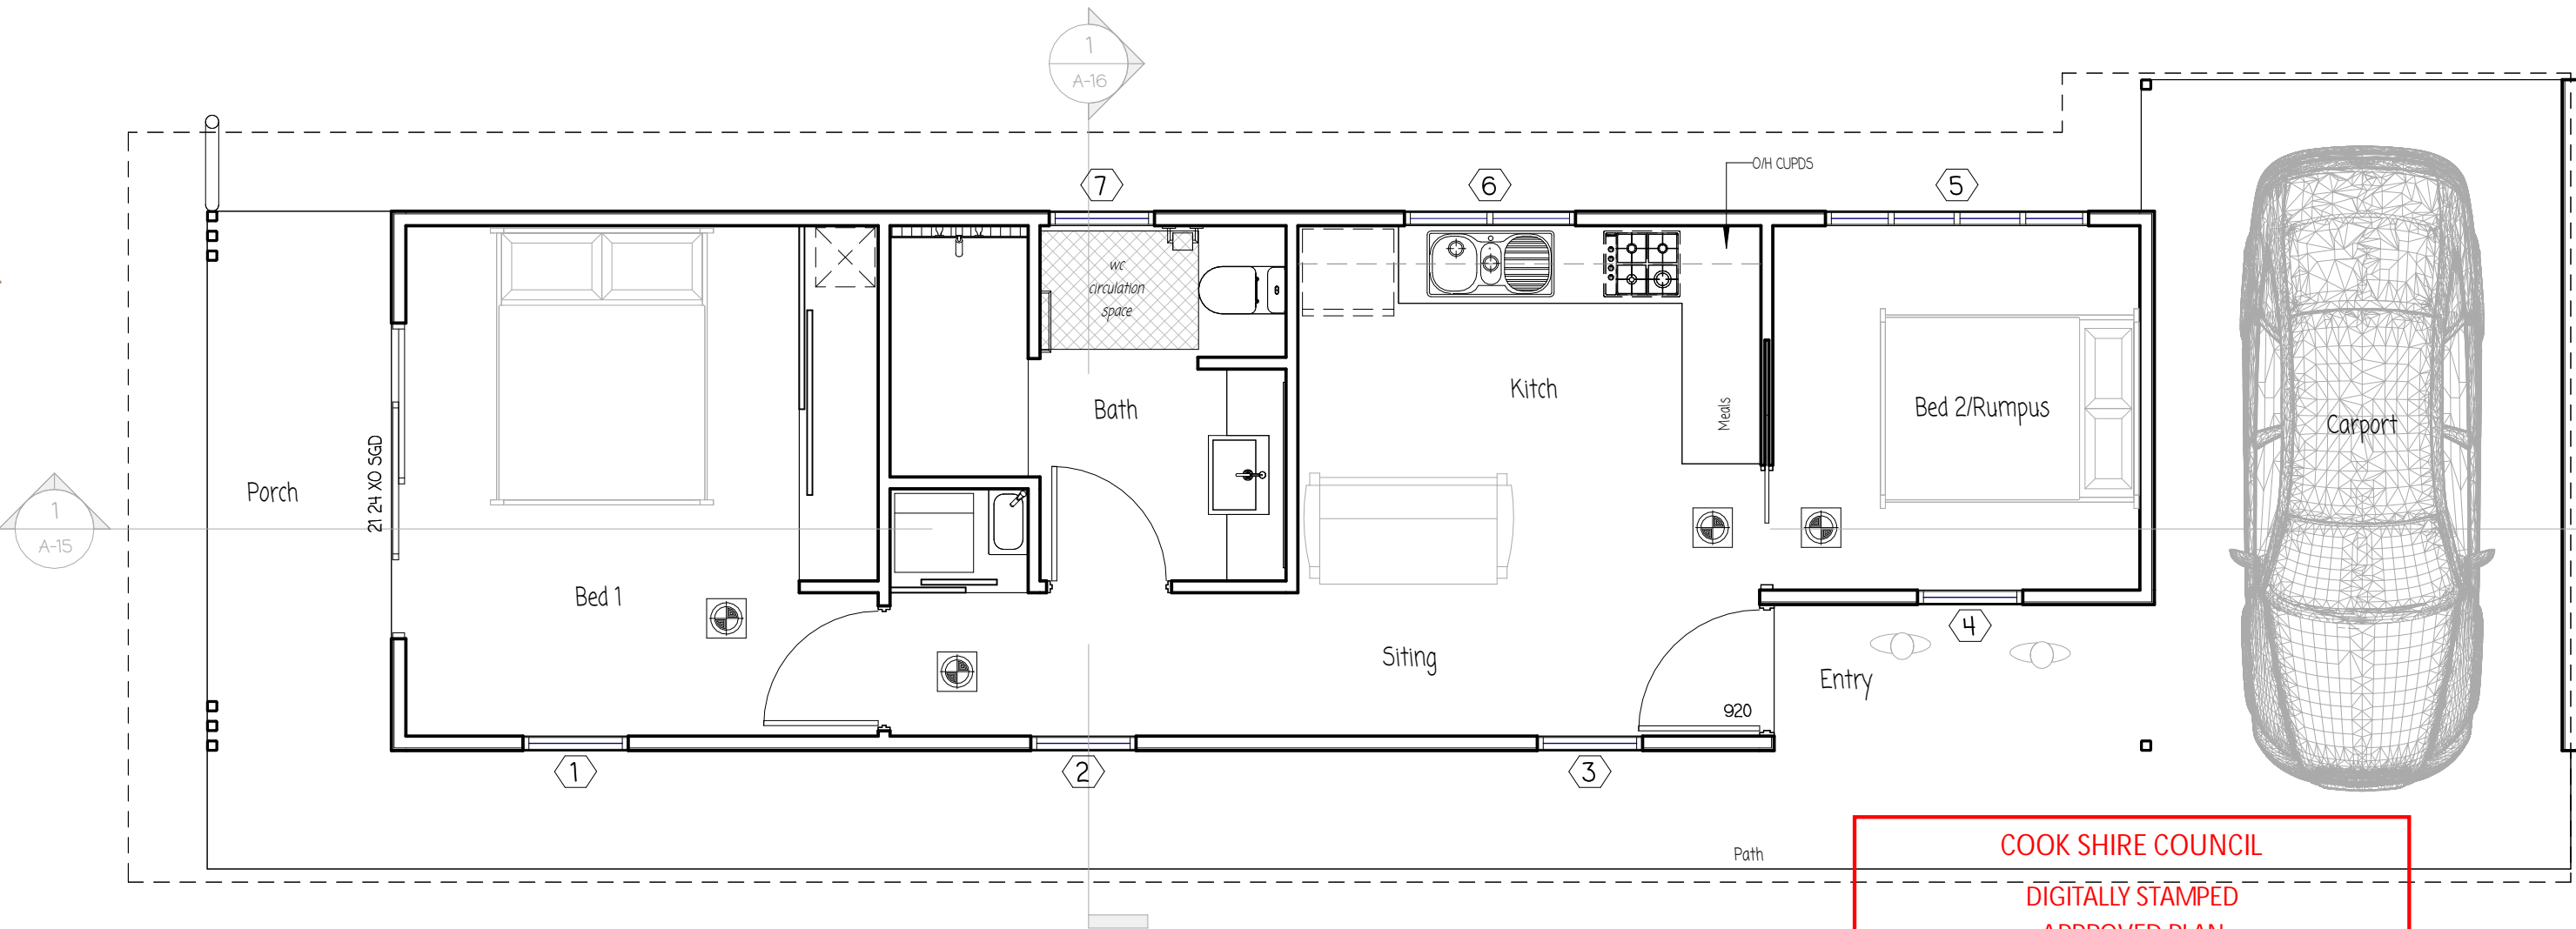 1
A-16
O/H CUPDS
7
6
5
wc
circulation
space
Bath
Kitch
Meals
Bed 2/Rumpus
Carport
Porch
21 24 XO SGD
1
A-15
Bed 1
4
Siting
Entry
920
1
2
3
Path
COOK SHIRE COUNCIL
DIGITALLY STAMPED
APPROVED PLAN